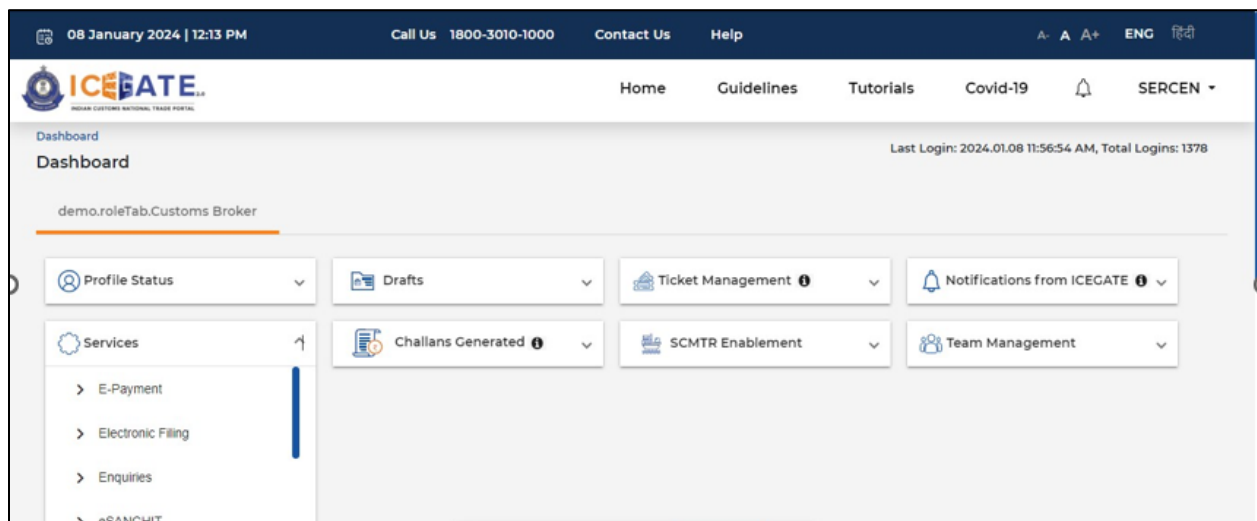 08 January 2024 | 12:13 PM Call Us 1800-3010-1000 Contact Us Help A- A A+ ENG हिंदी
ICEGATE
INDIAN CUSTOMS NATIONAL TRADE PORTAL
Home Guidelines Tutorials Covid-19 SERCEN
Dashboard
Dashboard
Last Login: 2024.01.08 11:56:54 AM, Total Logins: 1378
demo.roleTab.Customs Broker
Profile Status Drafts Ticket Management Notifications from ICEGATE
Services Challans Generated SCMTR Enablement Team Management
E-Payment
Electronic Filing
Enquiries
eSANCHIT